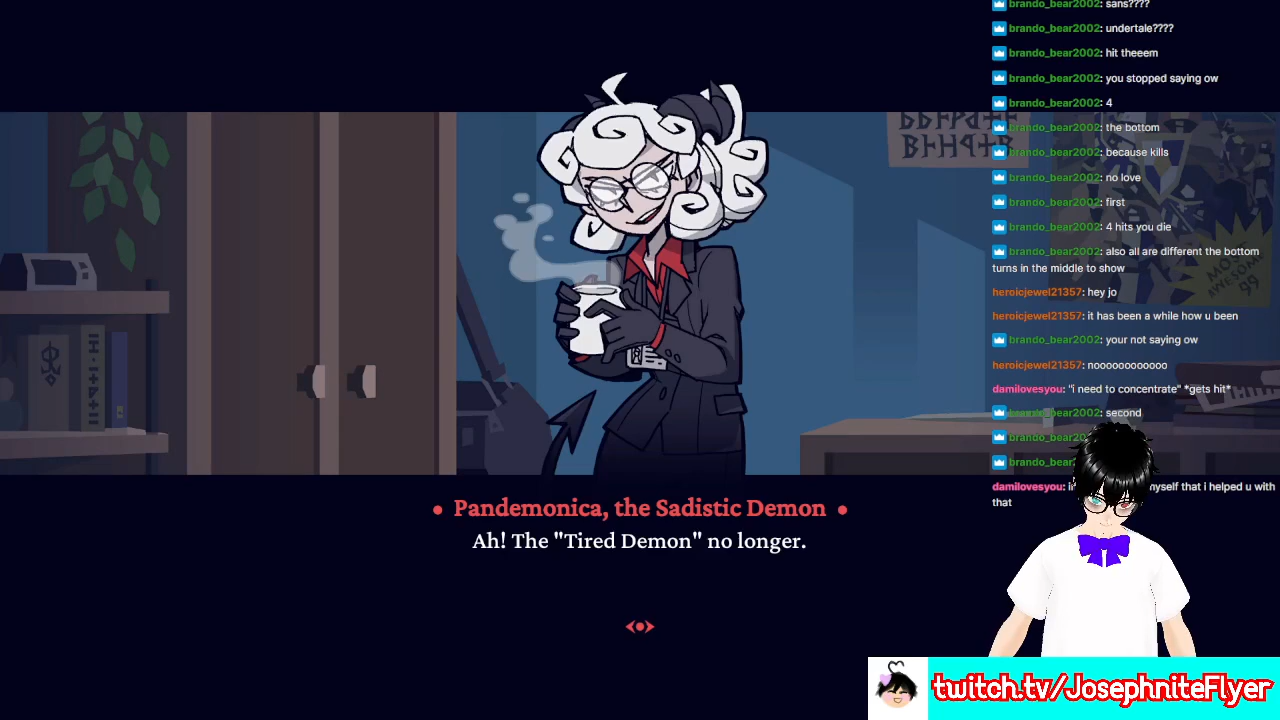 brando_bear2002: sans????
brando_bear2002: undertale????
brando_bear2002: hit theeem
brando_bear2002: you stopped saying ow
brando_bear2002: 4
brando_bear2002: the bottom
brando_bear2002: because kills
brando_bear2002: no love
brando_bear2002: first
brando_bear2002: 4 hits you die
brando_bear2002: also all are different the bottom
turns in the middle to show
heroicjewel21357: hey jo
heroicjewel21357: it has been a while how u been
brando_bear2002: your not saying ow
heroicjewel21357: nooooooooooo
damilovesyou: "i need to concentrate" *gets hit*
brando_bear2002: second
damilovesyou: myself that i helped u with
that
• Pandemonica, the Sadistic Demon •
Ah! The "Tired Demon" no longer.
twitch.tv/JosephniteFlyer